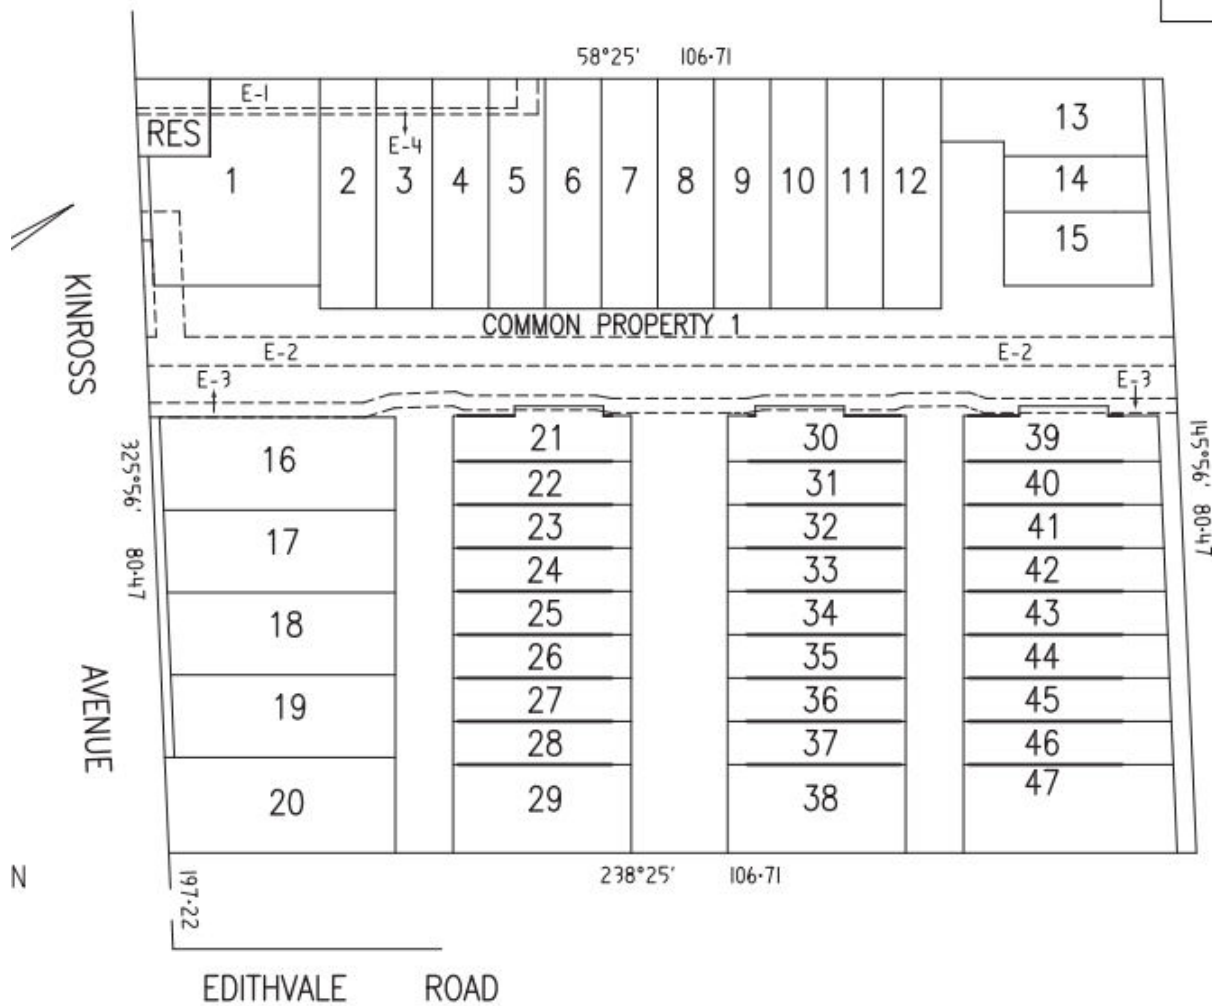 58°25' 106·71
E-1
RES
E-4
13
1 2 3 4 5 6 7 8 9 10 11 12
14
15
KINROSS
COMMON PROPERTY 1
E-2 E-2
E-3 E-3
16 21 30 39
22 31 40
17 23 32 41
24 33 42
18 25 34 43
26 35 44
19 27 36 45
28 37 46
20 29 38 47
325°56' 80·47
145°56' 80·47
AVENUE
N
197·22
238°25' 106·71
EDITHVALE ROAD